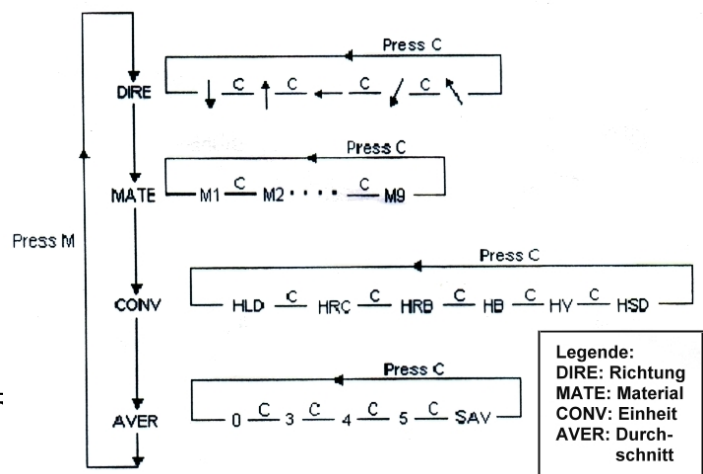 Press C
DIRE C C C C
Press C
MATE M1 C M2 . . . . C M9
Press M
Press C
CONV HLD C HRC C HRB C HB C HV C HSD
Press C
AVER 0 C 3 C 4 C 5 C SAV
Legende:
DIRE: Richtung
MATE: Material
CONV: Einheit
AVER: Durch-
schnitt